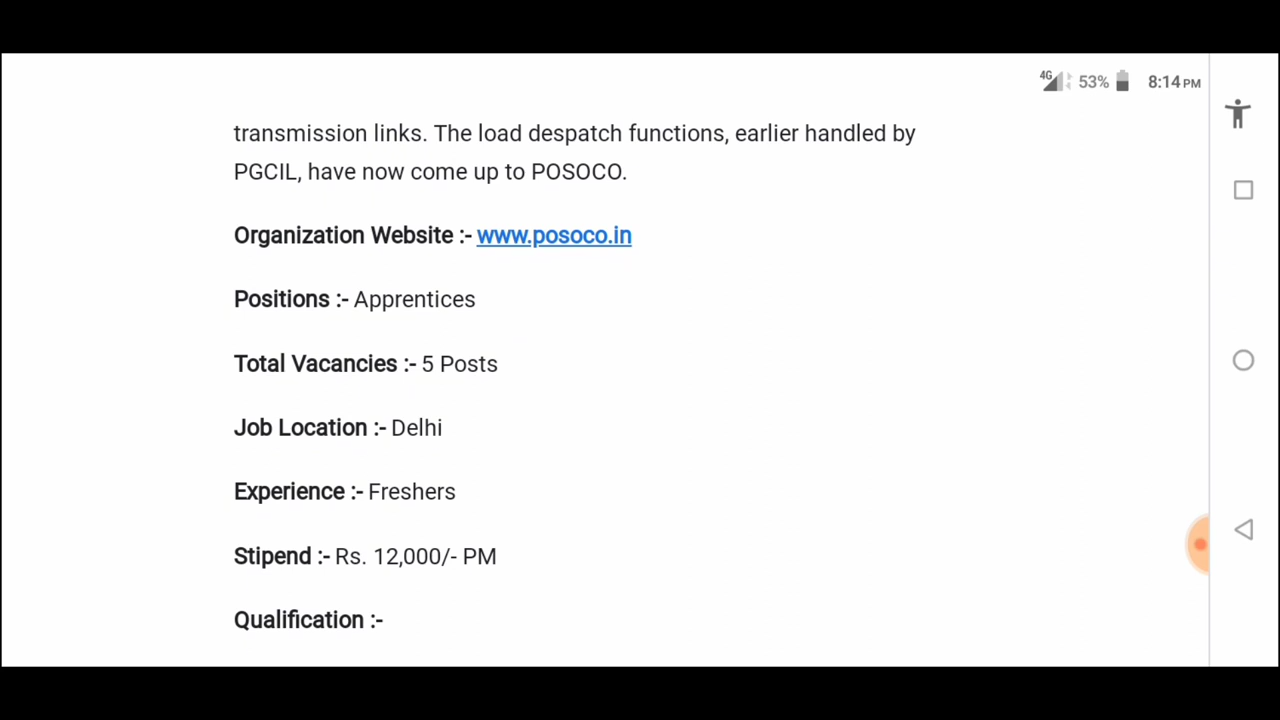 4G 53% 8:14 PM
transmission links. The load despatch functions, earlier handled by
PGCIL, have now come up to POSOCO.
Organization Website :- www.posoco.in
Positions :- Apprentices
Total Vacancies :- 5 Posts
Job Location :- Delhi
Experience :- Freshers
Stipend :- Rs. 12,000/- PM
Qualification :-